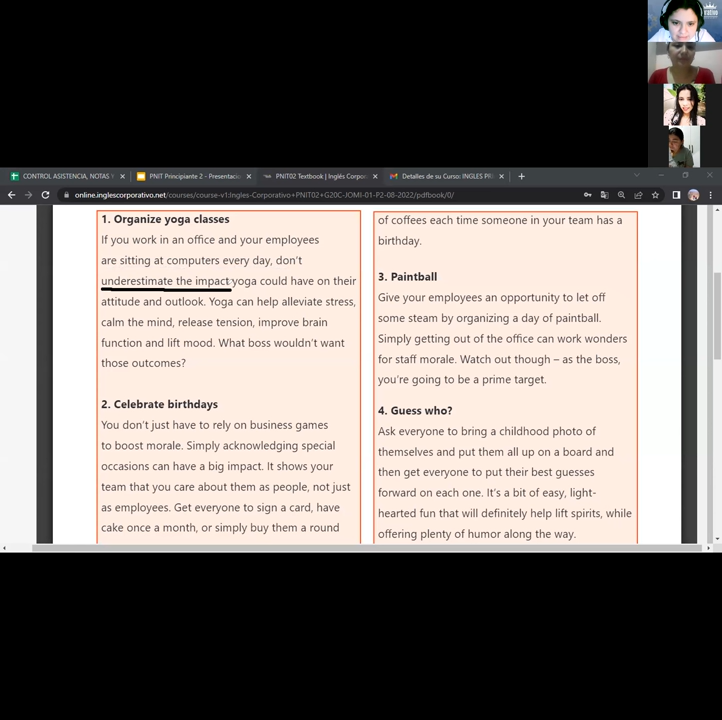 CONTROL ASISTENCIA, NOTAS
PNIT Principiante 2 - Presentacio
PNIT02 Textbook | Inglés Corpo
Detalles de su Curso: INGLES
online.inglescorporativo.net/courses/course-v1:Ingles-Corporativo+PNIT02+G20C-JOMI-01-P2-08-2022/pdfbook/0/
1. Organize yoga classes
If you work in an office and your employees
are sitting at computers every day, don't
underestimate the impact yoga could have on their
attitude and outlook. Yoga can help alleviate stress,
calm the mind, release tension, improve brain
function and lift mood. What boss wouldn't want
those outcomes?
2. Celebrate birthdays
You don't just have to rely on business games
to boost morale. Simply acknowledging special
occasions can have a big impact. It shows your
team that you care about them as people, not just
as employees. Get everyone to sign a card, have
cake once a month, or simply buy them a round
of coffees each time someone in your team has a
birthday.
3. Paintball
Give your employees an opportunity to let off
some steam by organizing a day of paintball.
Simply getting out of the office can work wonders
for staff morale. Watch out though – as the boss,
you're going to be a prime target.
4. Guess who?
Ask everyone to bring a childhood photo of
themselves and put them all up on a board and
then get everyone to put their best guesses
forward on each one. It's a bit of easy, light-
hearted fun that will definitely help lift spirits, while
offering plenty of humor along the way.